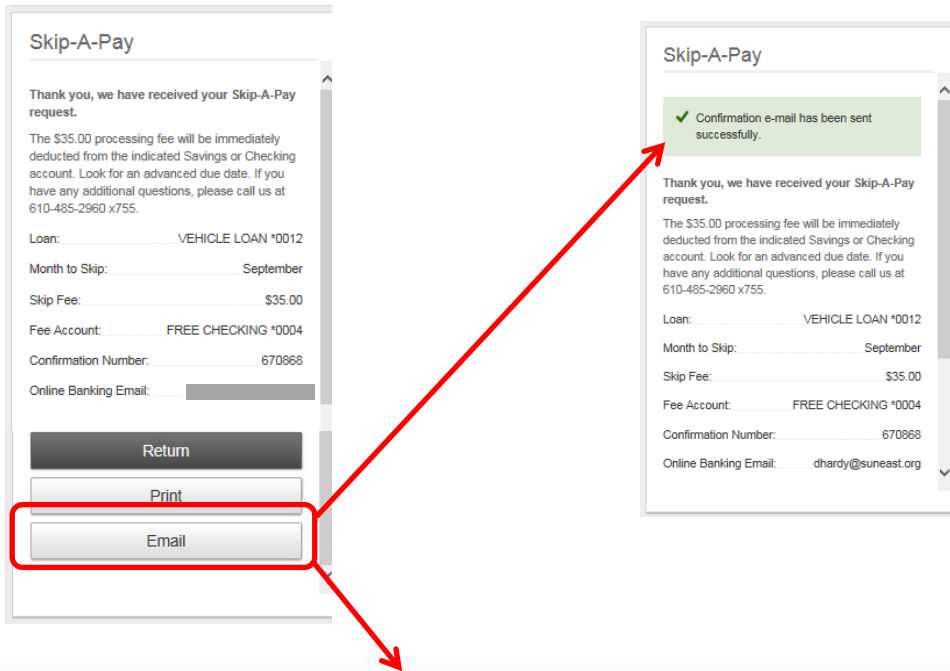 Skip-A-Pay
Thank you, we have received your Skip-A-Pay
request.
The $35.00 processing fee will be immediately
deducted from the indicated Savings or Checking
account. Look for an advanced due date. If you
have any additional questions, please call us at
610-485-2960 x755.
Loan: VEHICLE LOAN *0012
Month to Skip: September
Skip Fee: $35.00
Fee Account: FREE CHECKING *0004
Confirmation Number: 670868
Online Banking Email:
Return
Print
Email
Skip-A-Pay
Confirmation e-mail has been sent
successfully.
Thank you, we have received your Skip-A-Pay
request.
The $35.00 processing fee will be immediately
deducted from the indicated Savings or Checking
account. Look for an advanced due date. If you
have any additional questions, please call us at
610-485-2960 x755.
Loan: VEHICLE LOAN *0012
Month to Skip: September
Skip Fee: $35.00
Fee Account: FREE CHECKING *0004
Confirmation Number: 670868
Online Banking Email: dhardy@suneast.org